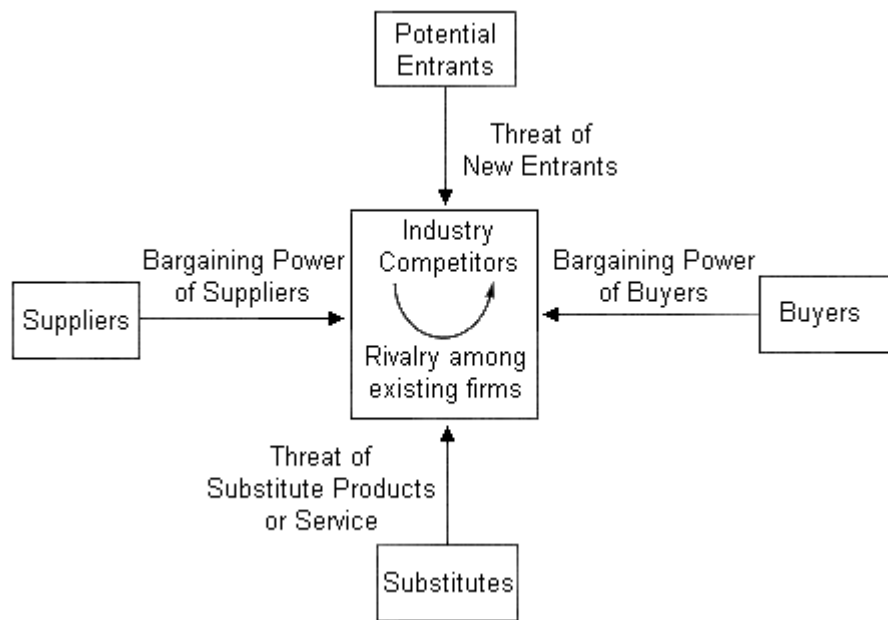 Potential
Entrants
Threat of
New Entrants
Industry
Competitors
Bargaining Power
of Suppliers
Bargaining Power
of Buyers
Suppliers
Buyers
Rivalry among
existing firms
Threat of
Substitute Products
or Service
Substitutes